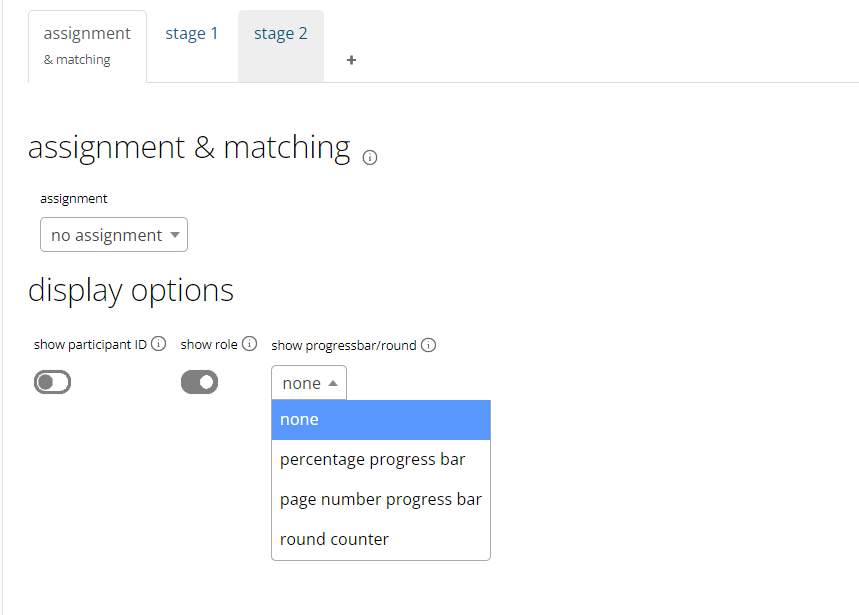 assignment
& matching
stage 1
stage 2
+
assignment & matching
assignment
no assignment
display options
show participant ID
show role
show progressbar/round
none
none
percentage progress bar
page number progress bar
round counter